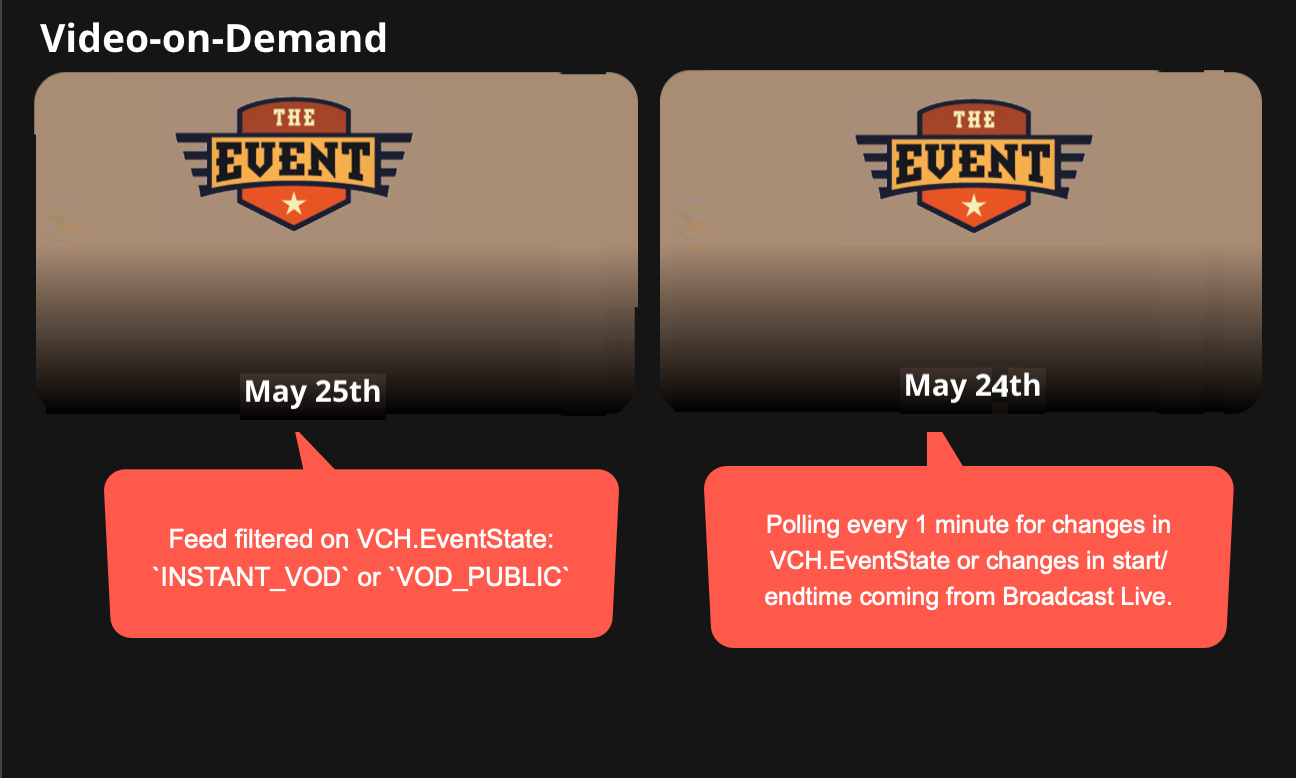 Video-on-Demand
THE
EVENT
THE
EVENT
May 25th
May 24th
Feed filtered on VCH.EventState:
`INSTANT_VOD` or `VOD_PUBLIC`
Polling every 1 minute for changes in
VCH.EventState or changes in start/
endtime coming from Broadcast Live.